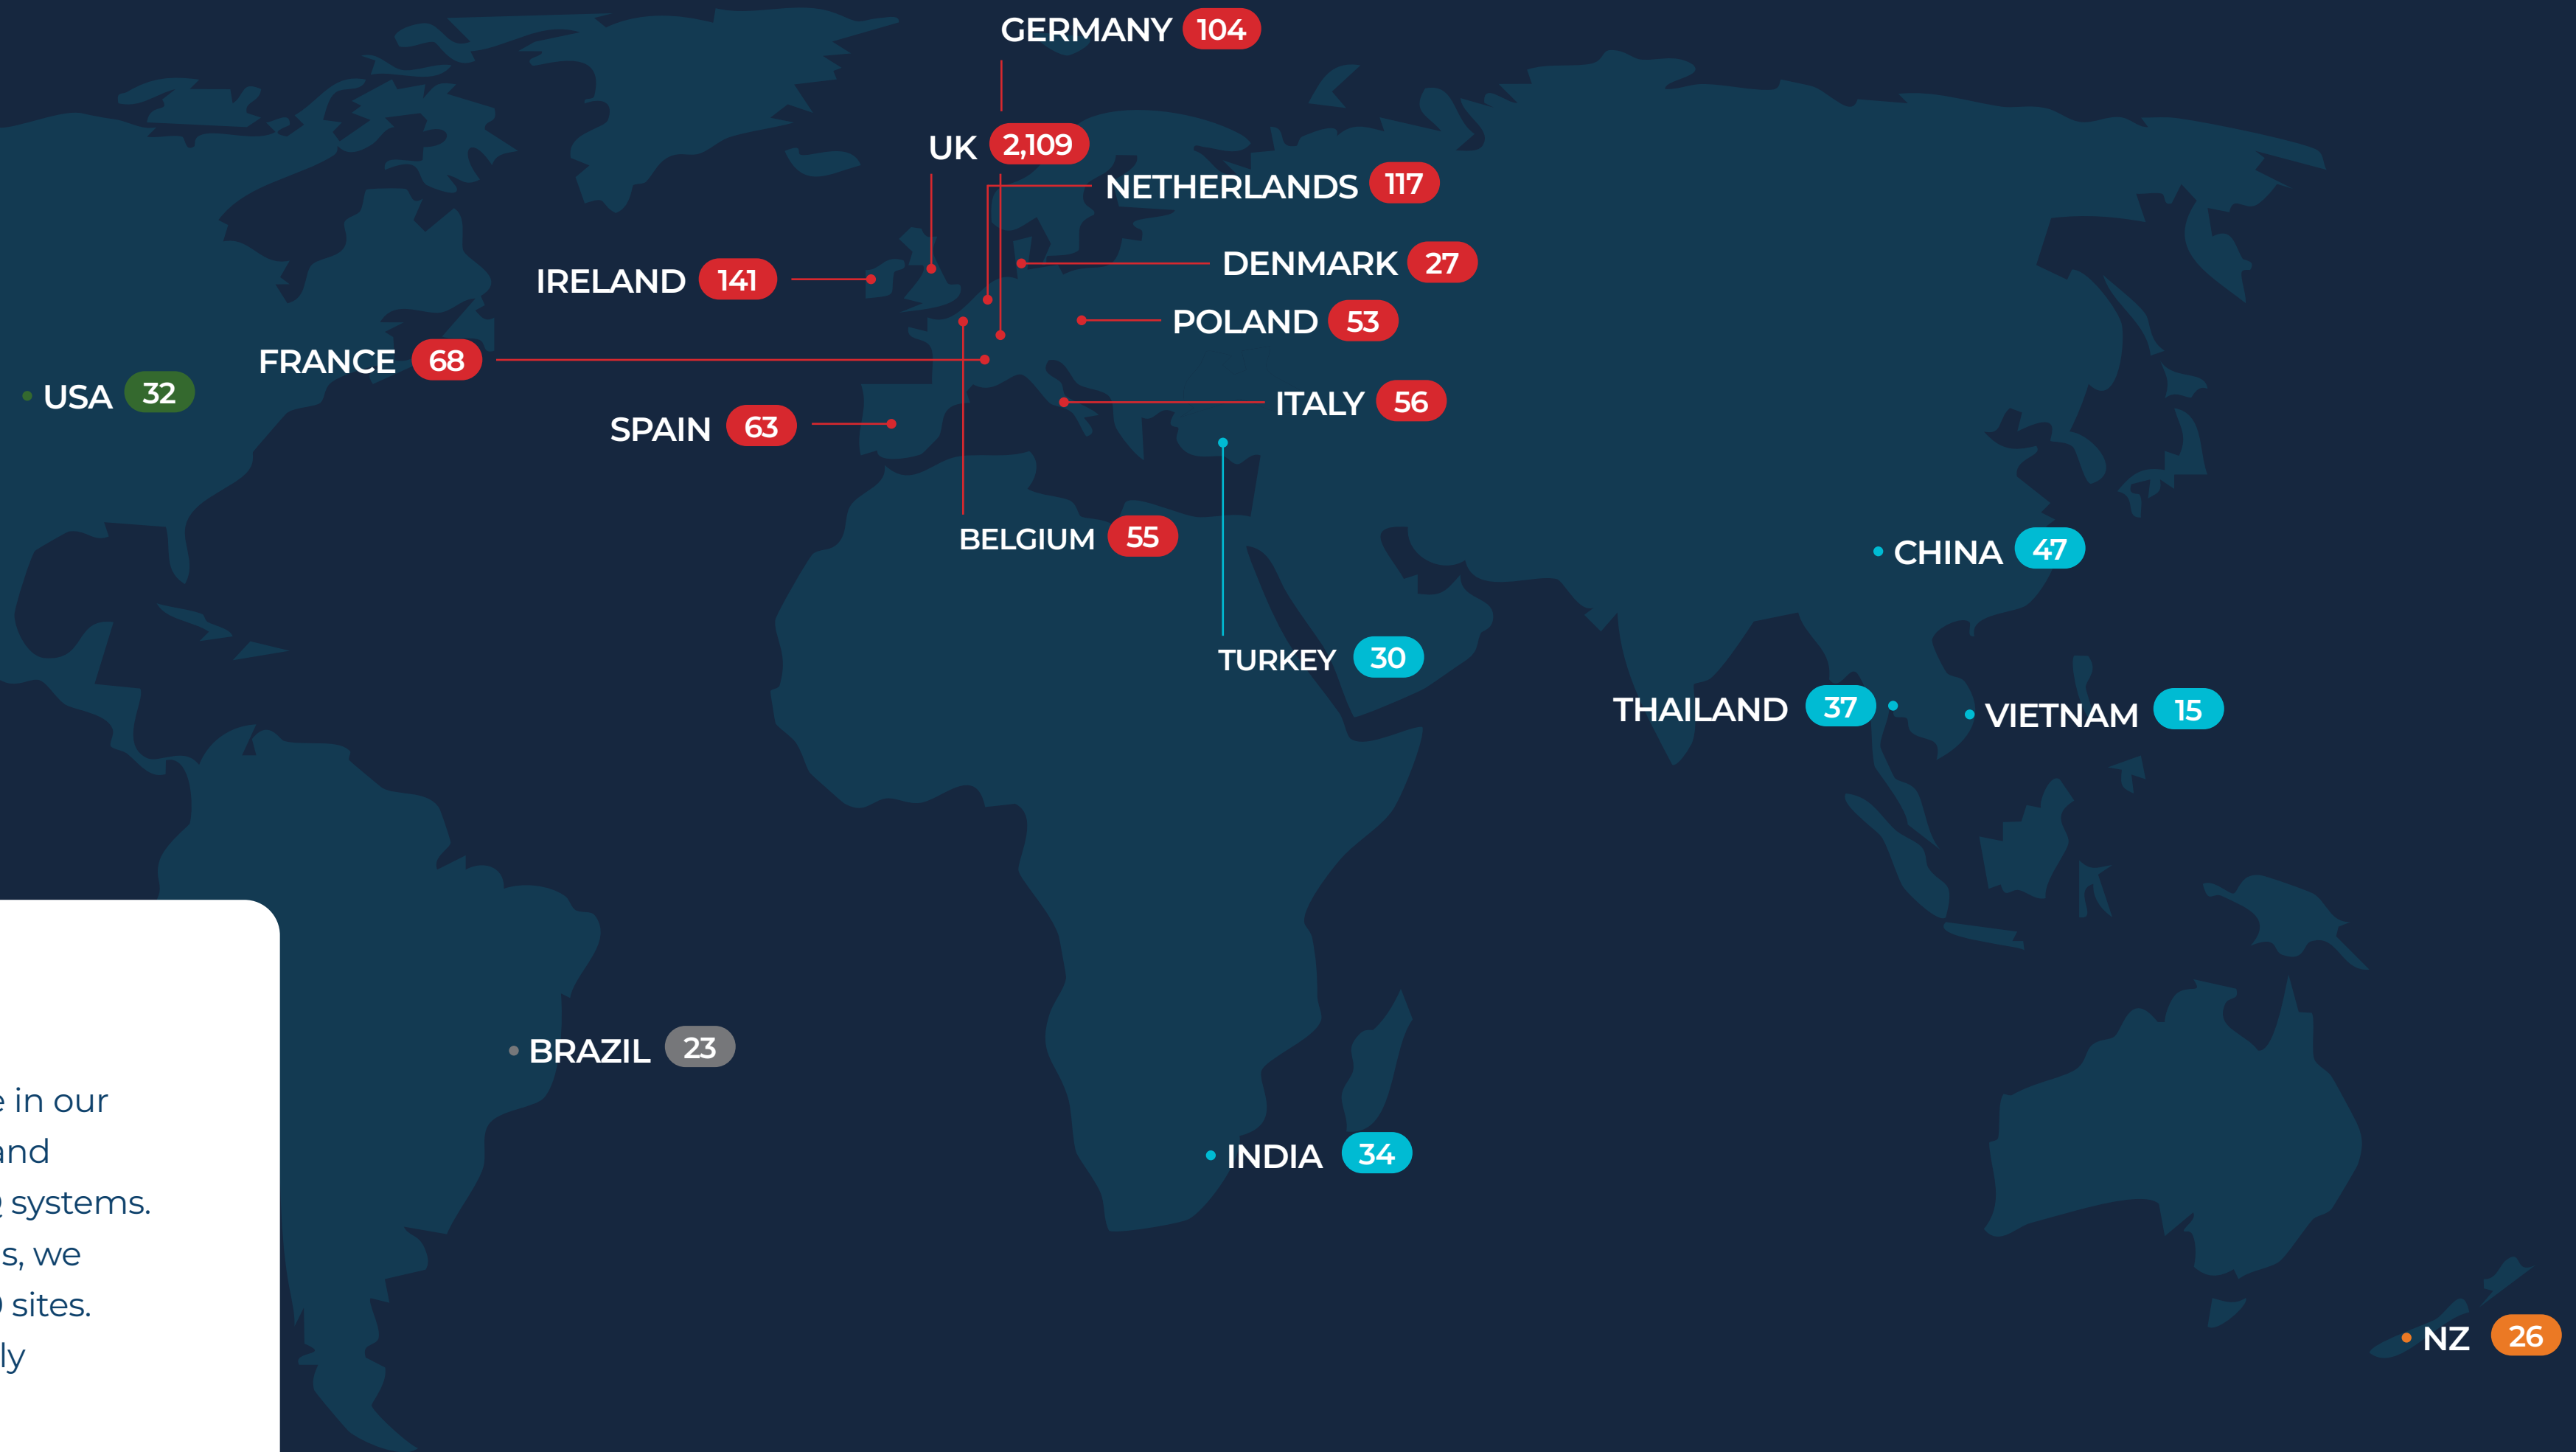 GERMANY 104
UK 2,109
NETHERLANDS 117
DENMARK 27
IRELAND 141
POLAND 53
FRANCE 68
USA 32
ITALY 56
SPAIN 63
BELGIUM 55
CHINA 47
TURKEY 30
THAILAND 37
VIETNAM 15
BRAZIL 23
INDIA 34
NZ 26
in our
and
systems.
s, we
sites.
ly